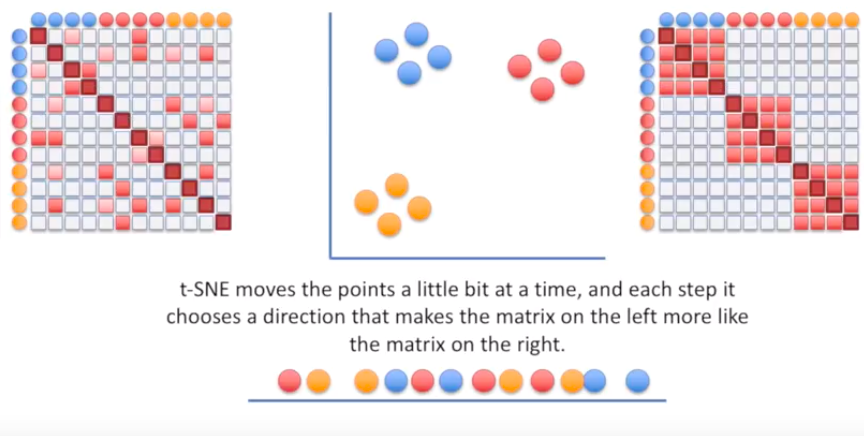 t-SNE moves the points a little bit at a time, and each step it
chooses a direction that makes the matrix on the left more like
the matrix on the right.